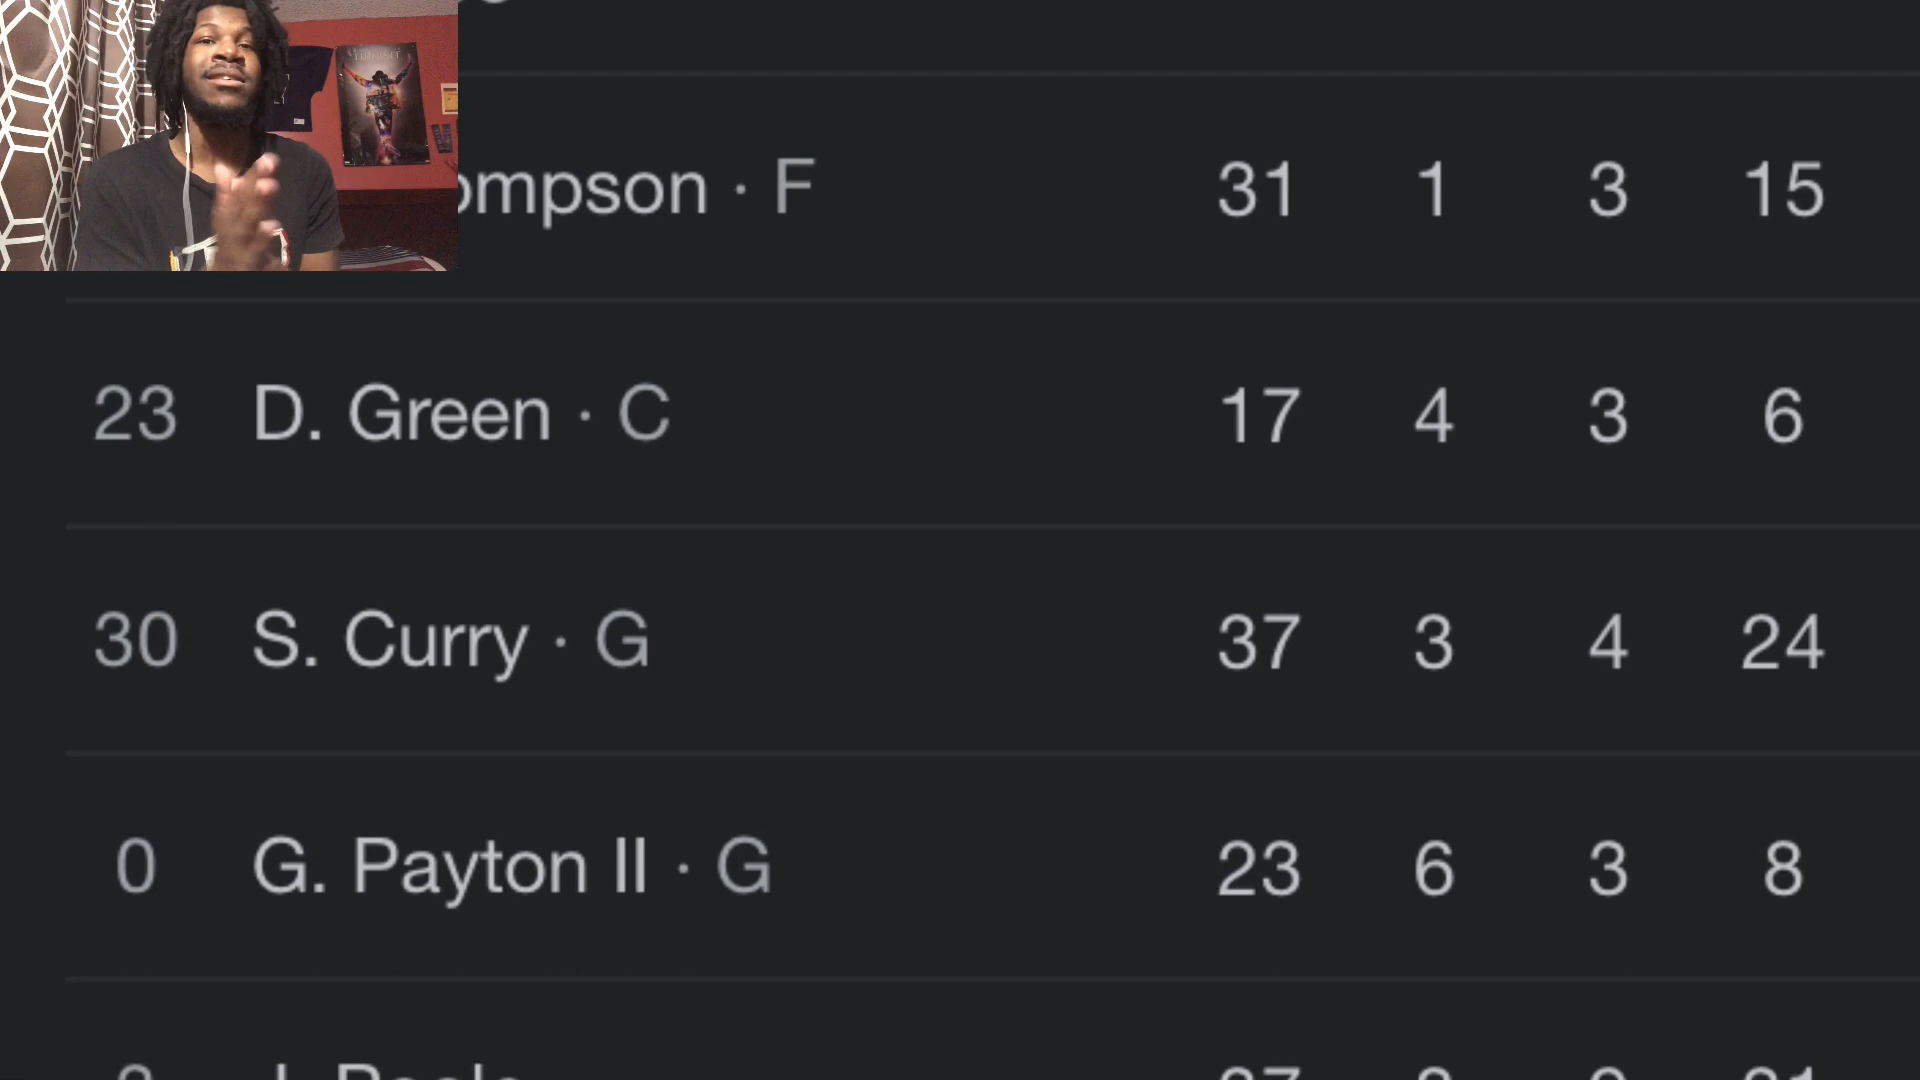 ompson · F 31 1 3 15
23 D. Green · C 17 4 3 6
30 S. Curry · G 37 3 4 24
0 G. Payton II · G 23 6 3 8